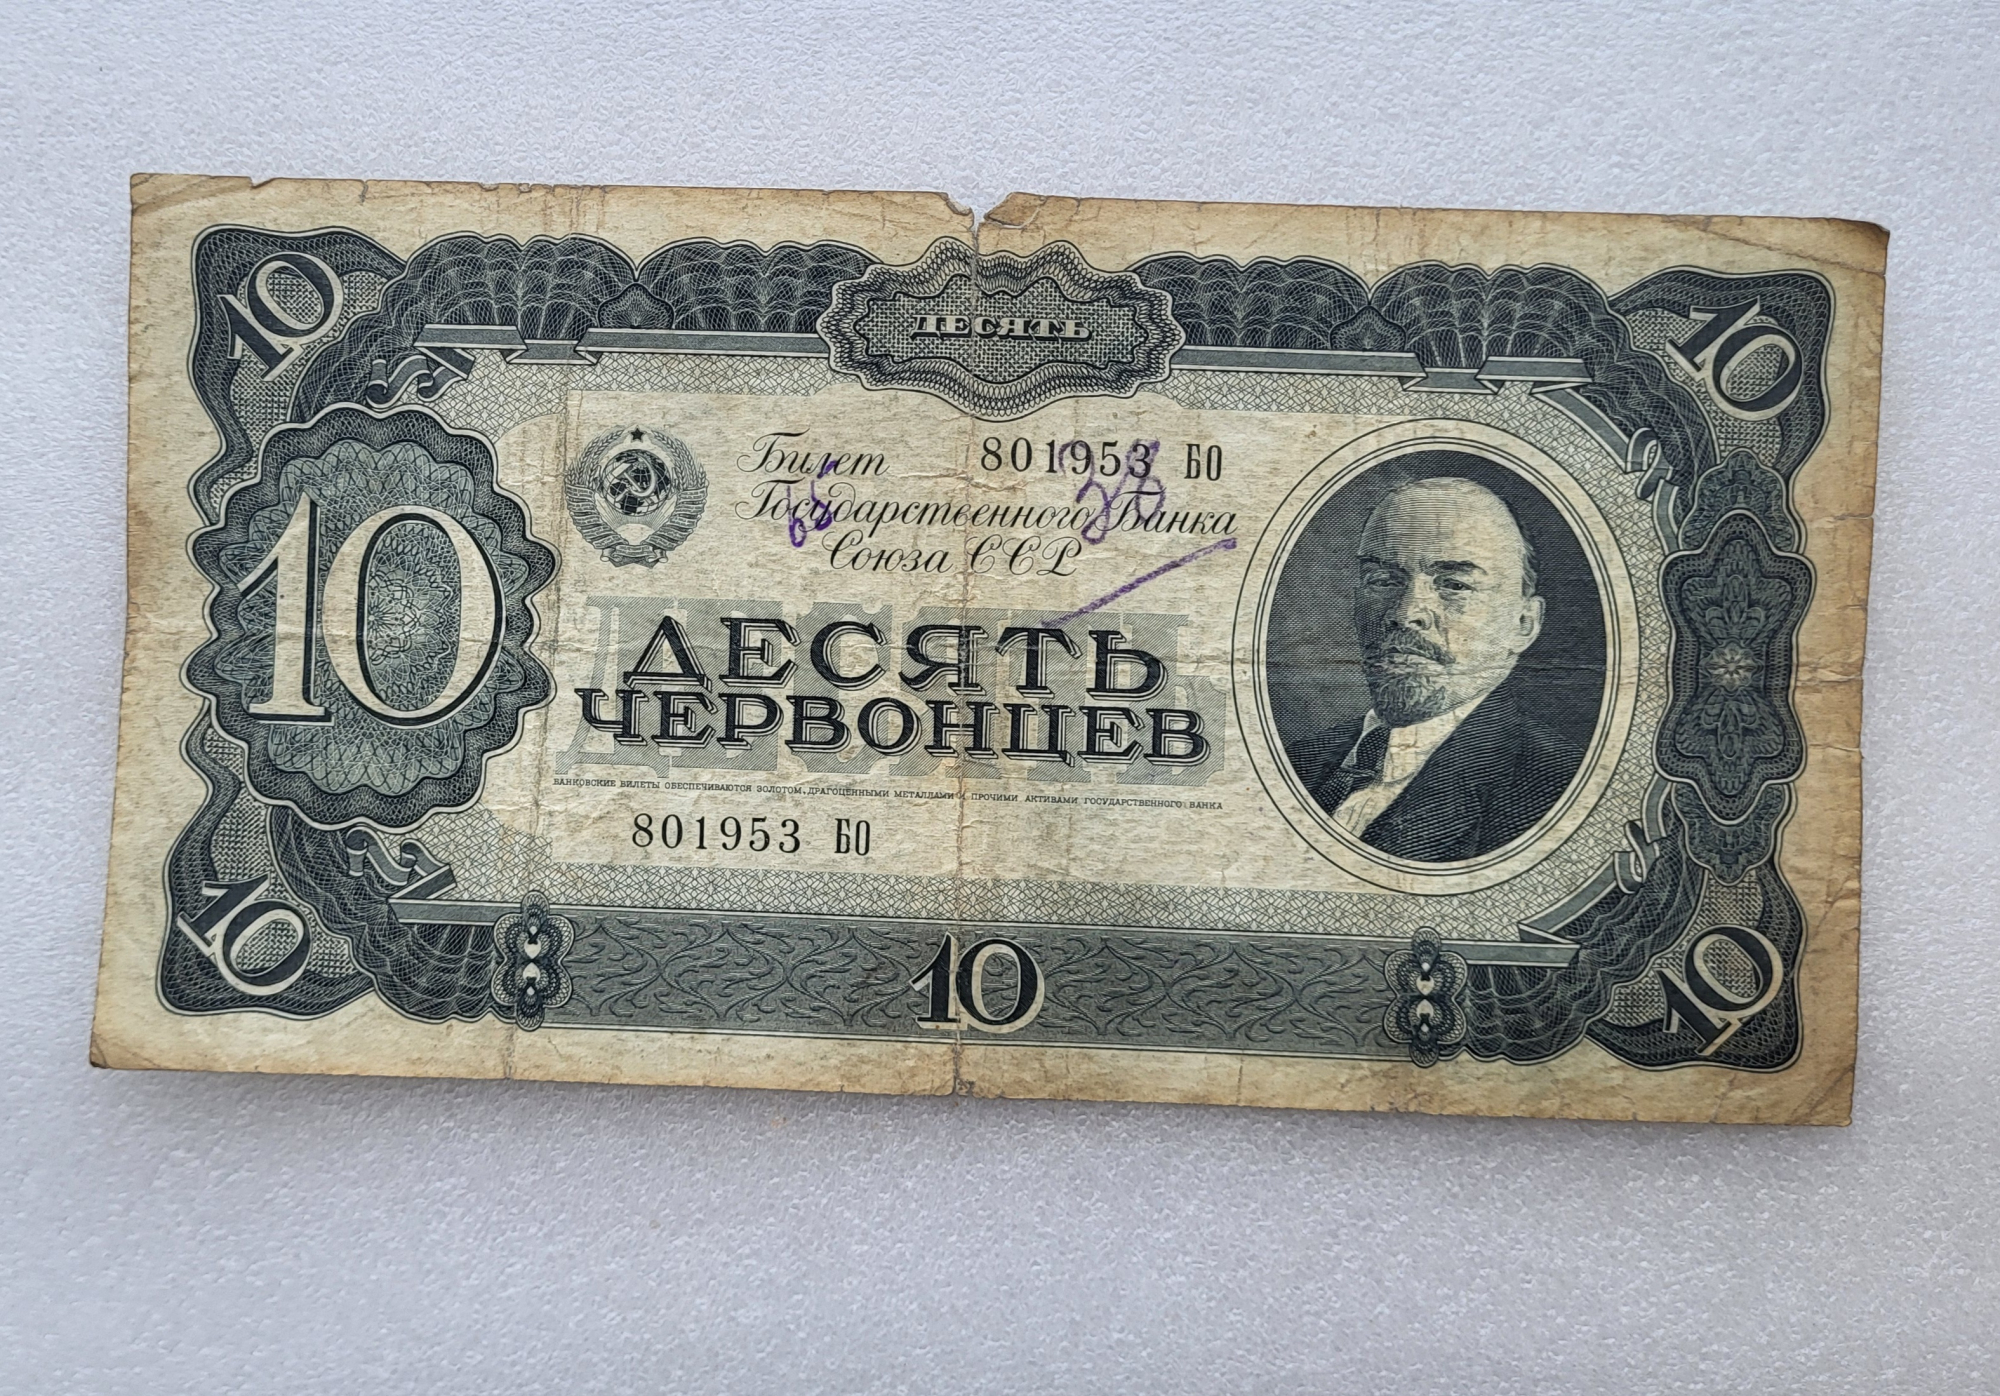 10
ДЕСЯТЬ
10
Билет 801953 БО
Государственного Банка
Союза ССР
10
ДЕСЯТЬ
ЧЕРВОНЦЕВ
БАНКОВСКИЕ БИЛЕТЫ ОБЕСПЕЧИВАЮТСЯ ЗОЛОТОМ, ДРАГОЦЕННЫМИ МЕТАЛЛАМИ И ПРОЧИМИ АКТИВАМИ ГОСУДАРСТВЕННОГО БАНКА
801953 БО
10
10
10